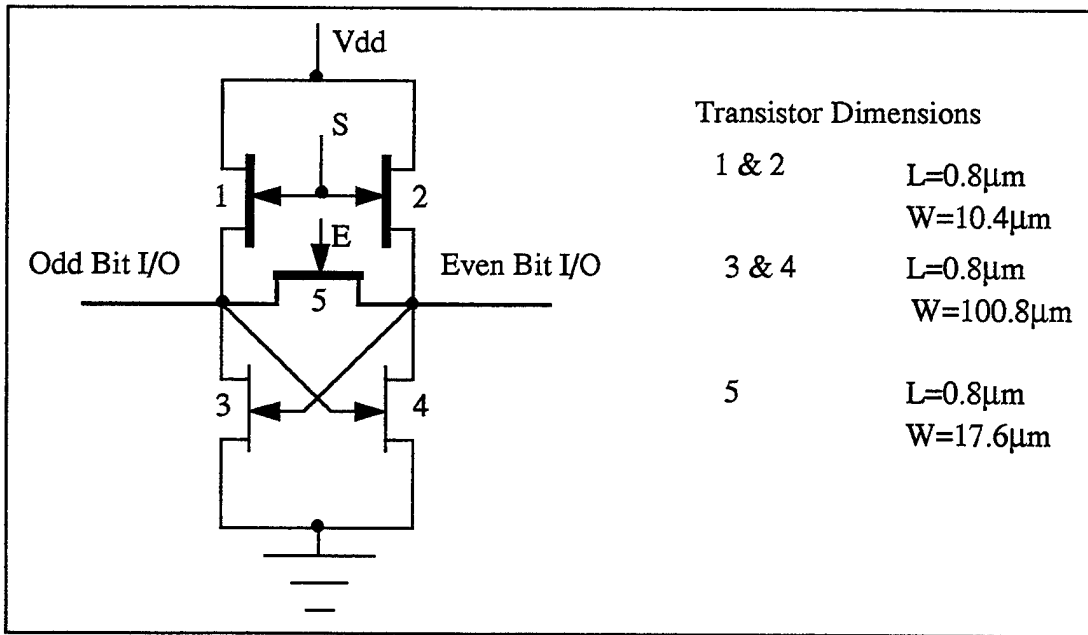 Vdd
S
1
2
E
Odd Bit I/O
Even Bit I/O
5
3
4
Transistor Dimensions
1 & 2
L=0.8μm
W=10.4μm
3 & 4
L=0.8μm
W=100.8μm
5
L=0.8μm
W=17.6μm